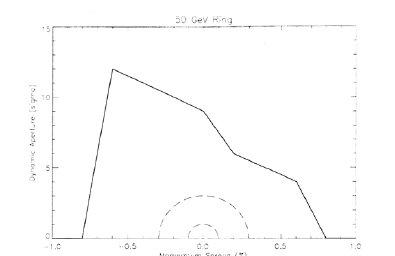 50 GeV Ring
15
10
5
0
Dynamic Aperture (sigma)
-1.0 -0.5 0.0 0.5 1.0
Momentum Spread (%)